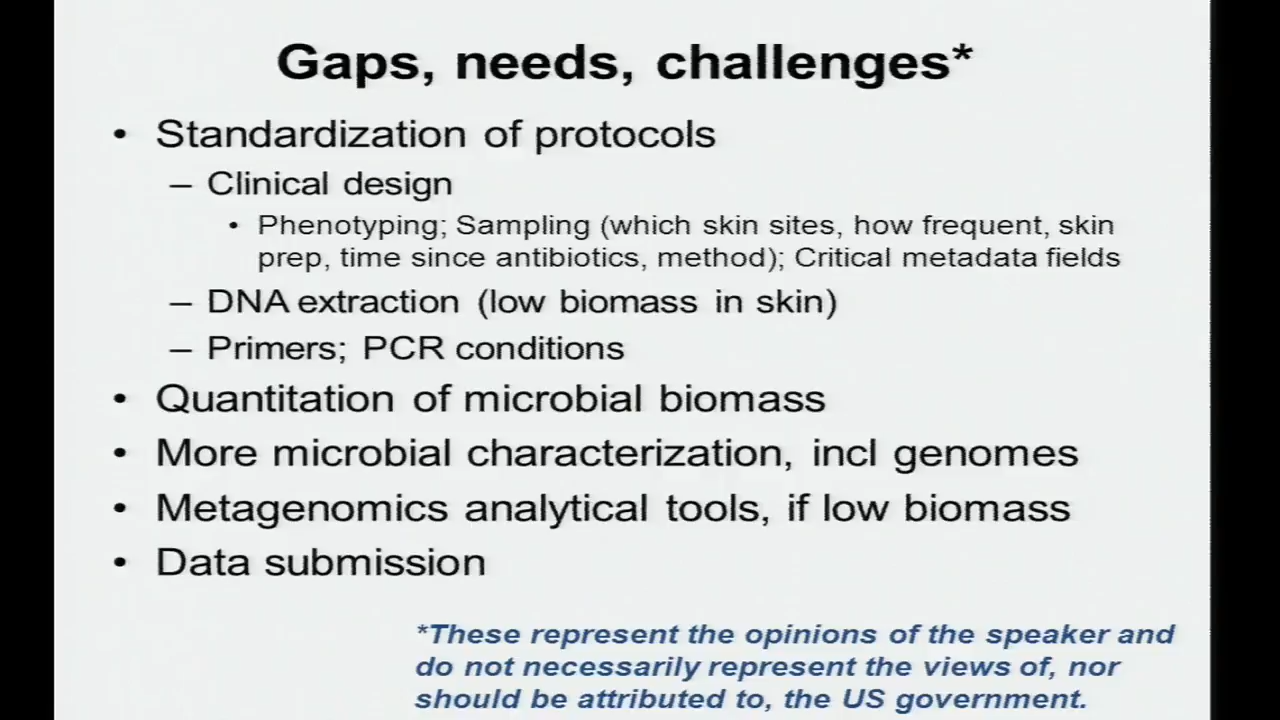 Gaps, needs, challenges*
• Standardization of protocols
– Clinical design
• Phenotyping; Sampling (which skin sites, how frequent, skin
prep, time since antibiotics, method); Critical metadata fields
– DNA extraction (low biomass in skin)
– Primers; PCR conditions
• Quantitation of microbial biomass
• More microbial characterization, incl genomes
• Metagenomics analytical tools, if low biomass
• Data submission
*These represent the opinions of the speaker and
do not necessarily represent the views of, nor
should be attributed to, the US government.